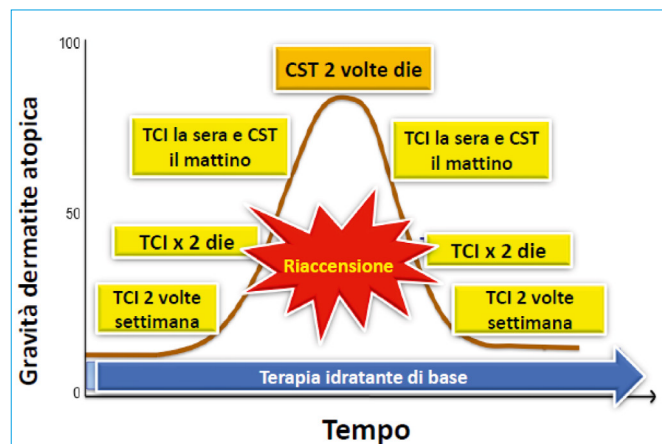 100
CST 2 volte die
TCI la sera e CST
il mattino
TCI la sera e CST
il mattino
Gravità dermatite atopica
50
TCI x 2 die
Riaccensione
TCI x 2 die
TCI 2 volte
settimana
TCI 2 volte
settimana
Terapia idratante di base
0
Tempo